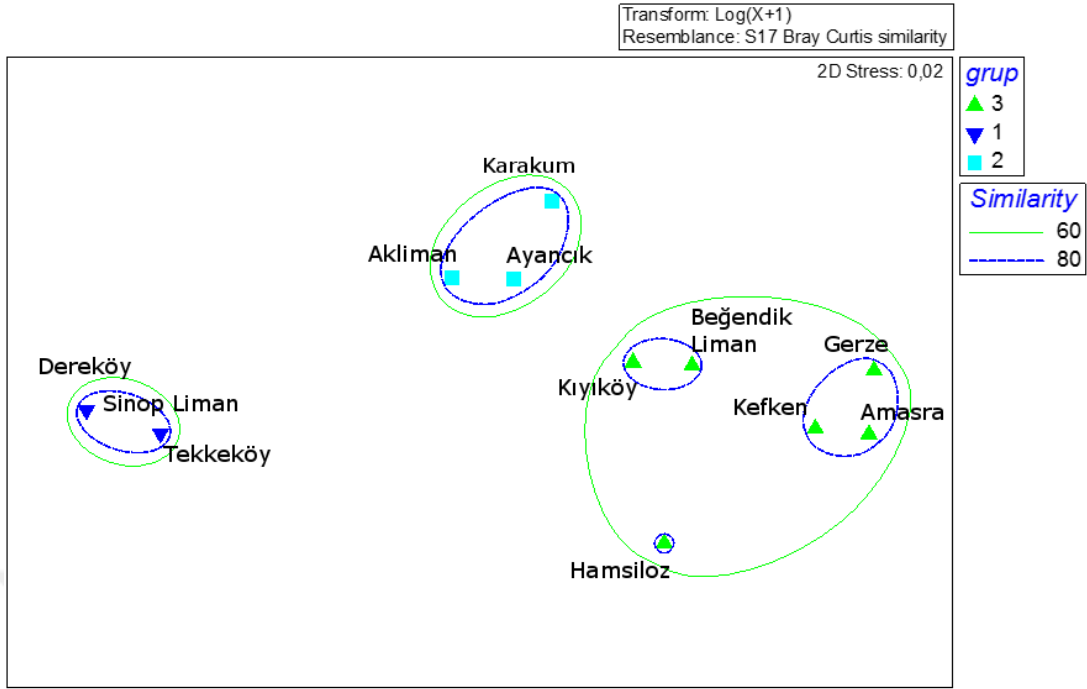 Transform: Log(X+1)
Resemblance: S17 Bray Curtis similarity
2D Stress: 0,02
grup
3
1
2
Similarity
60
80
Karakum
Akliman
Ayancık
Beğendik
Liman
Gerze
Kıyıköy
Kefken
Amasra
Dereköy
Sinop Liman
Tekkeköy
Hamsiloz